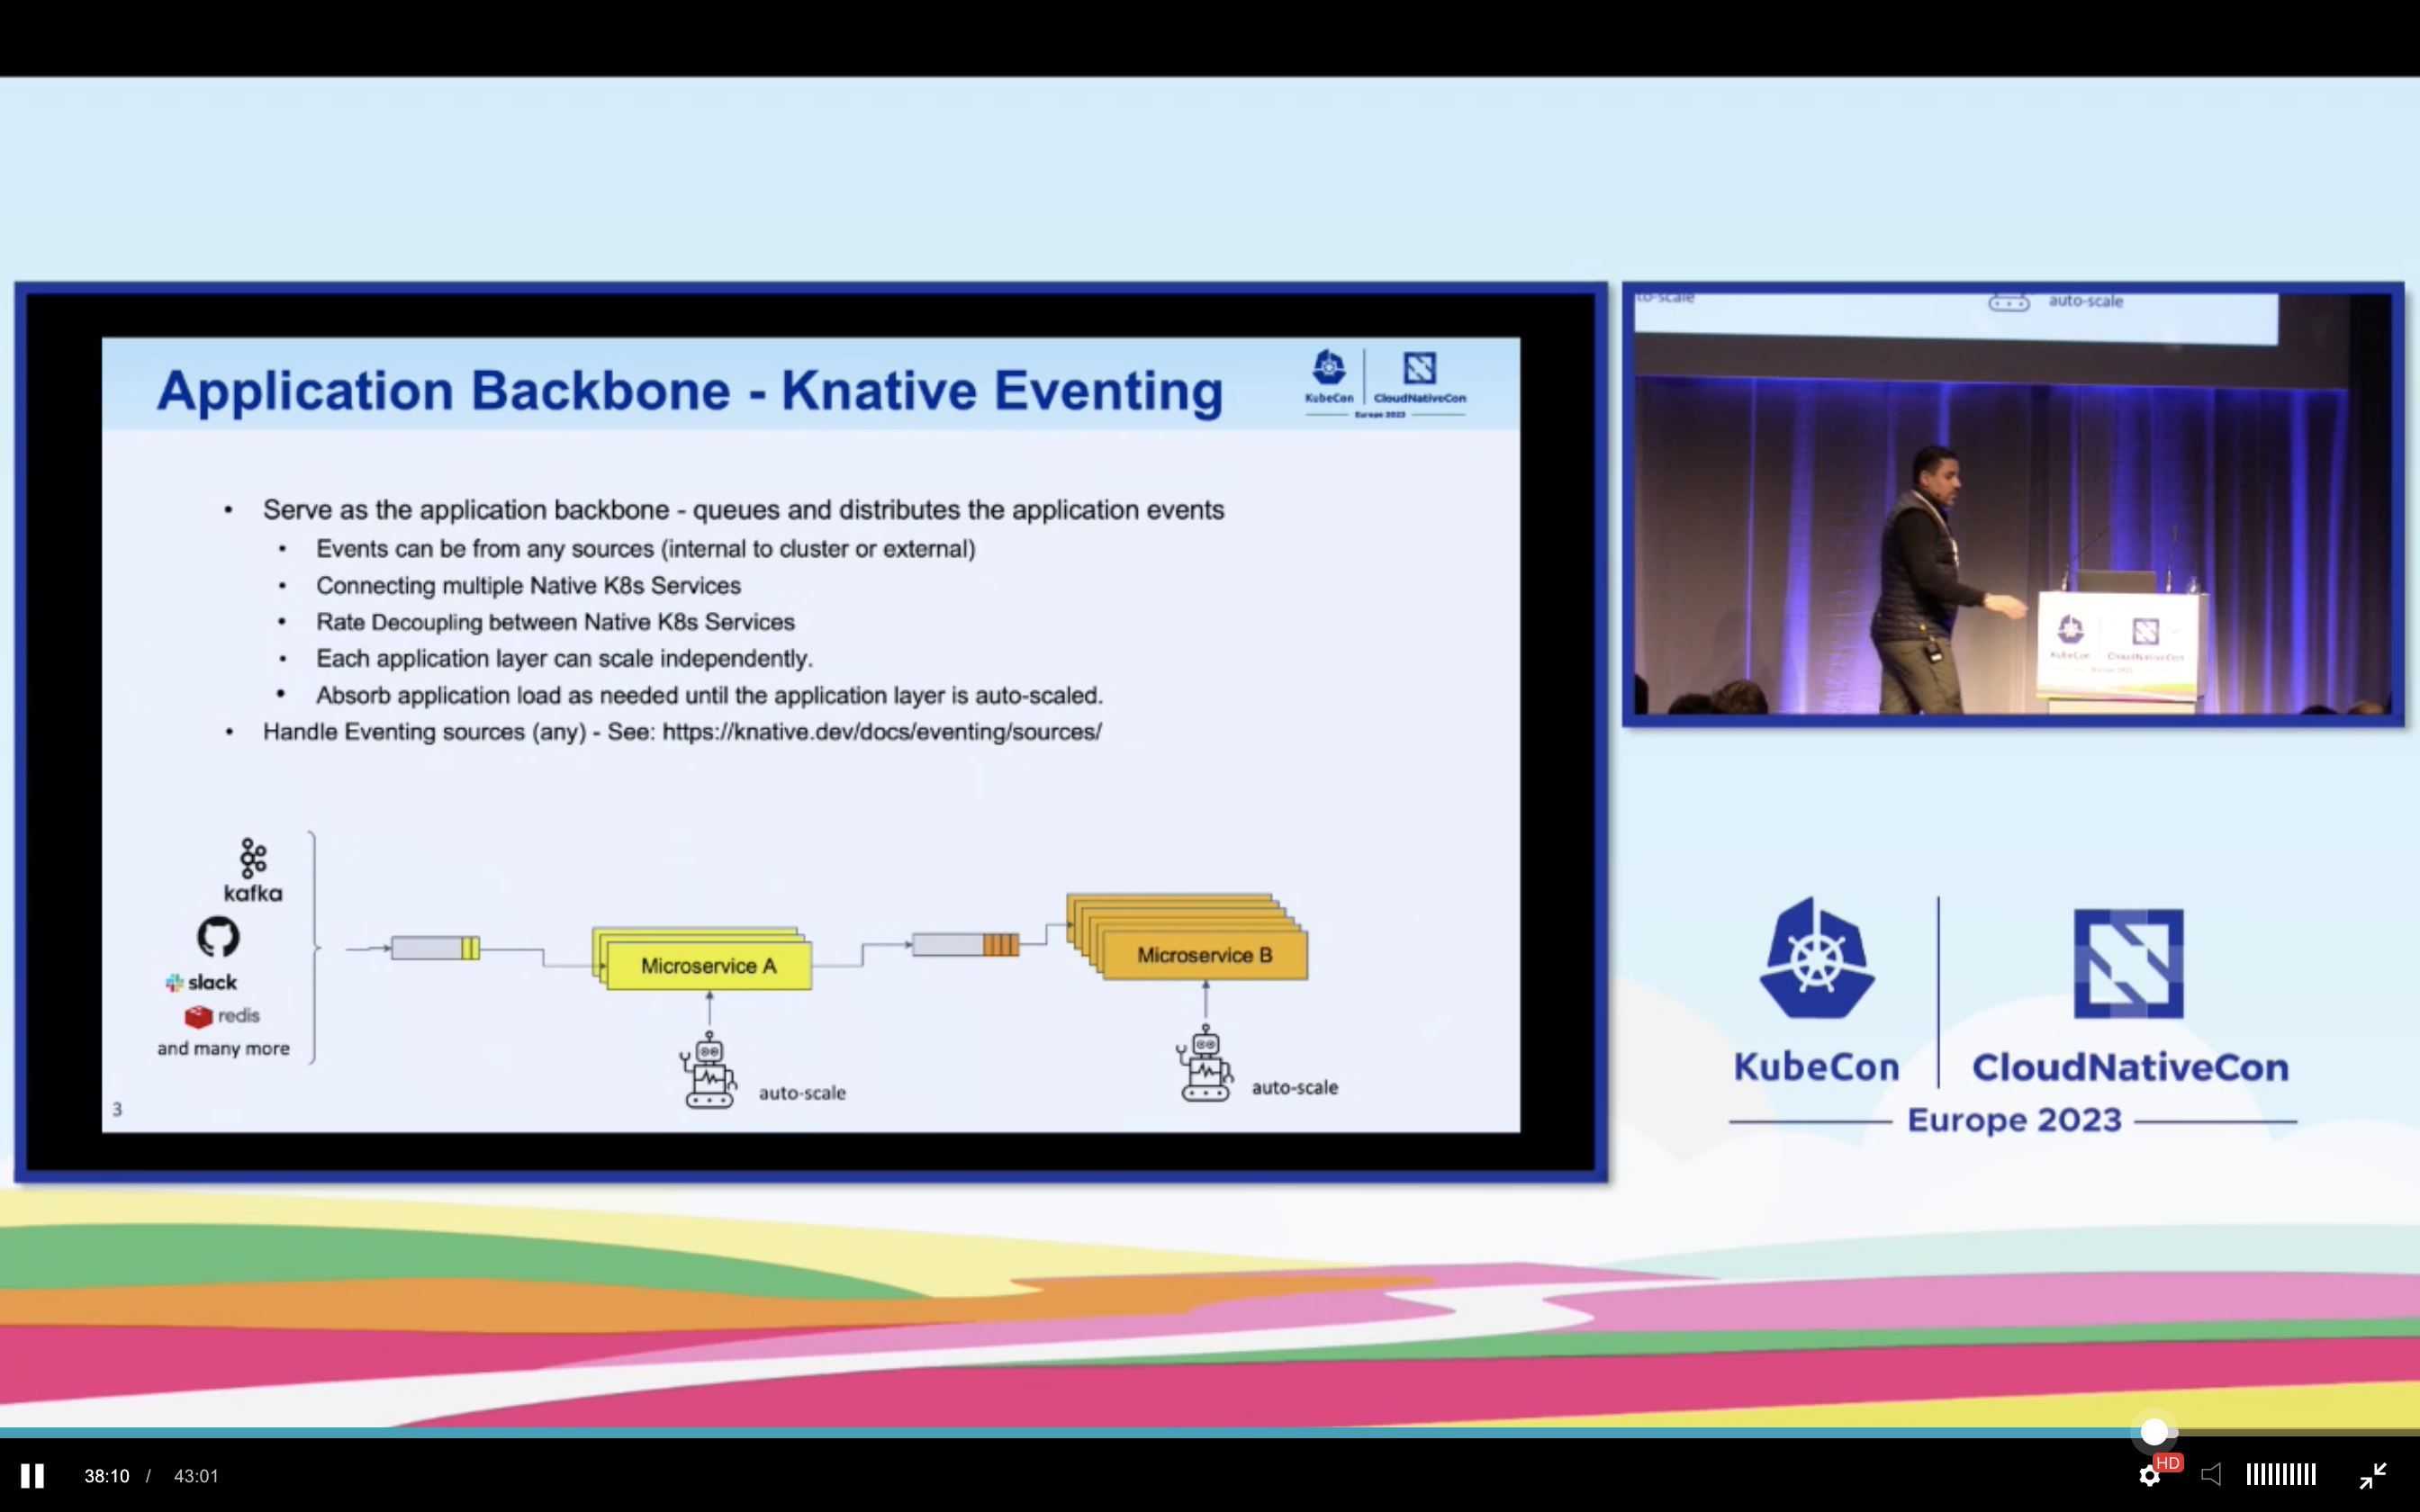 Application Backbone - Knative Eventing
KubeCon
CloudNativeCon
Europe 2023
• Serve as the application backbone - queues and distributes the application events
• Events can be from any sources (internal to cluster or external)
• Connecting multiple Native K8s Services
• Rate Decoupling between Native K8s Services
• Each application layer can scale independently.
• Absorb application load as needed until the application layer is auto-scaled.
• Handle Eventing sources (any) - See: https://knative.dev/docs/eventing/sources/
kafka
slack
redis
and many more
Microservice A
auto-scale
Microservice B
auto-scale
3
to-scale
auto-scale
KubeCon
CloudNativeCon
KubeCon
CloudNativeCon
Europe 2023
38:10 / 43:01
HD